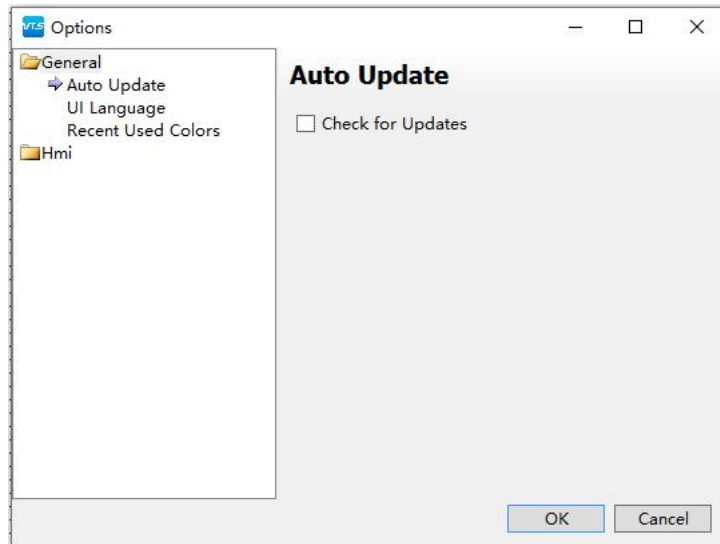 VTS Options
General
Auto Update
UI Language
Recent Used Colors
Hmi
Auto Update
Check for Updates
OK
Cancel